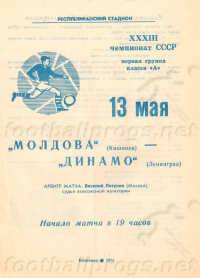 РЕСПУБЛИКАНСКИЙ СТАДИОН
XXXIII
чемпионат СССР
первая группа
класса «А»
13 мая
„МОЛДОВА“ (Кишинев) —
„ДИНАМО“ (Ленинград)
АРБИТР МАТЧА: Василий (Москва),
судья всесоюзной категории
Начало матча в 19 часов
Кишинев 1971
footballprogs.net